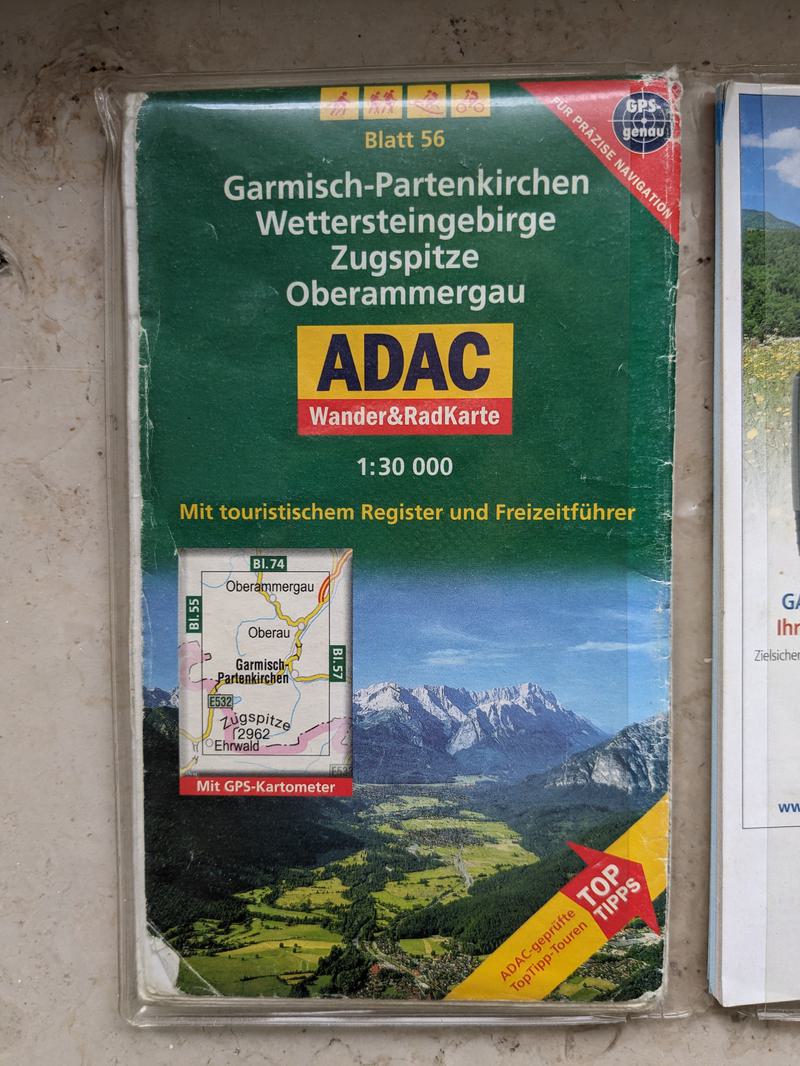 Blatt 56
FÜR PRÄZISE NAVIGATION
GPS-
genau
Garmisch-Partenkirchen
Wettersteingebirge
Zugspitze
Oberammergau
ADAC
Wander&RadKarte
1:30 000
Mit touristischem Register und Freizeitführer
Bl.74
Oberammergau
Bl.55
Oberau
Garmisch-
Partenkirchen
Bl.57
E532
Zugspitze
2962
Ehrwald
Mit GPS-Kartometer
TOP
TIPPS
ADAC-geprüfte
TopTipp-Touren
GA
Ihr
Zielsicher
ww